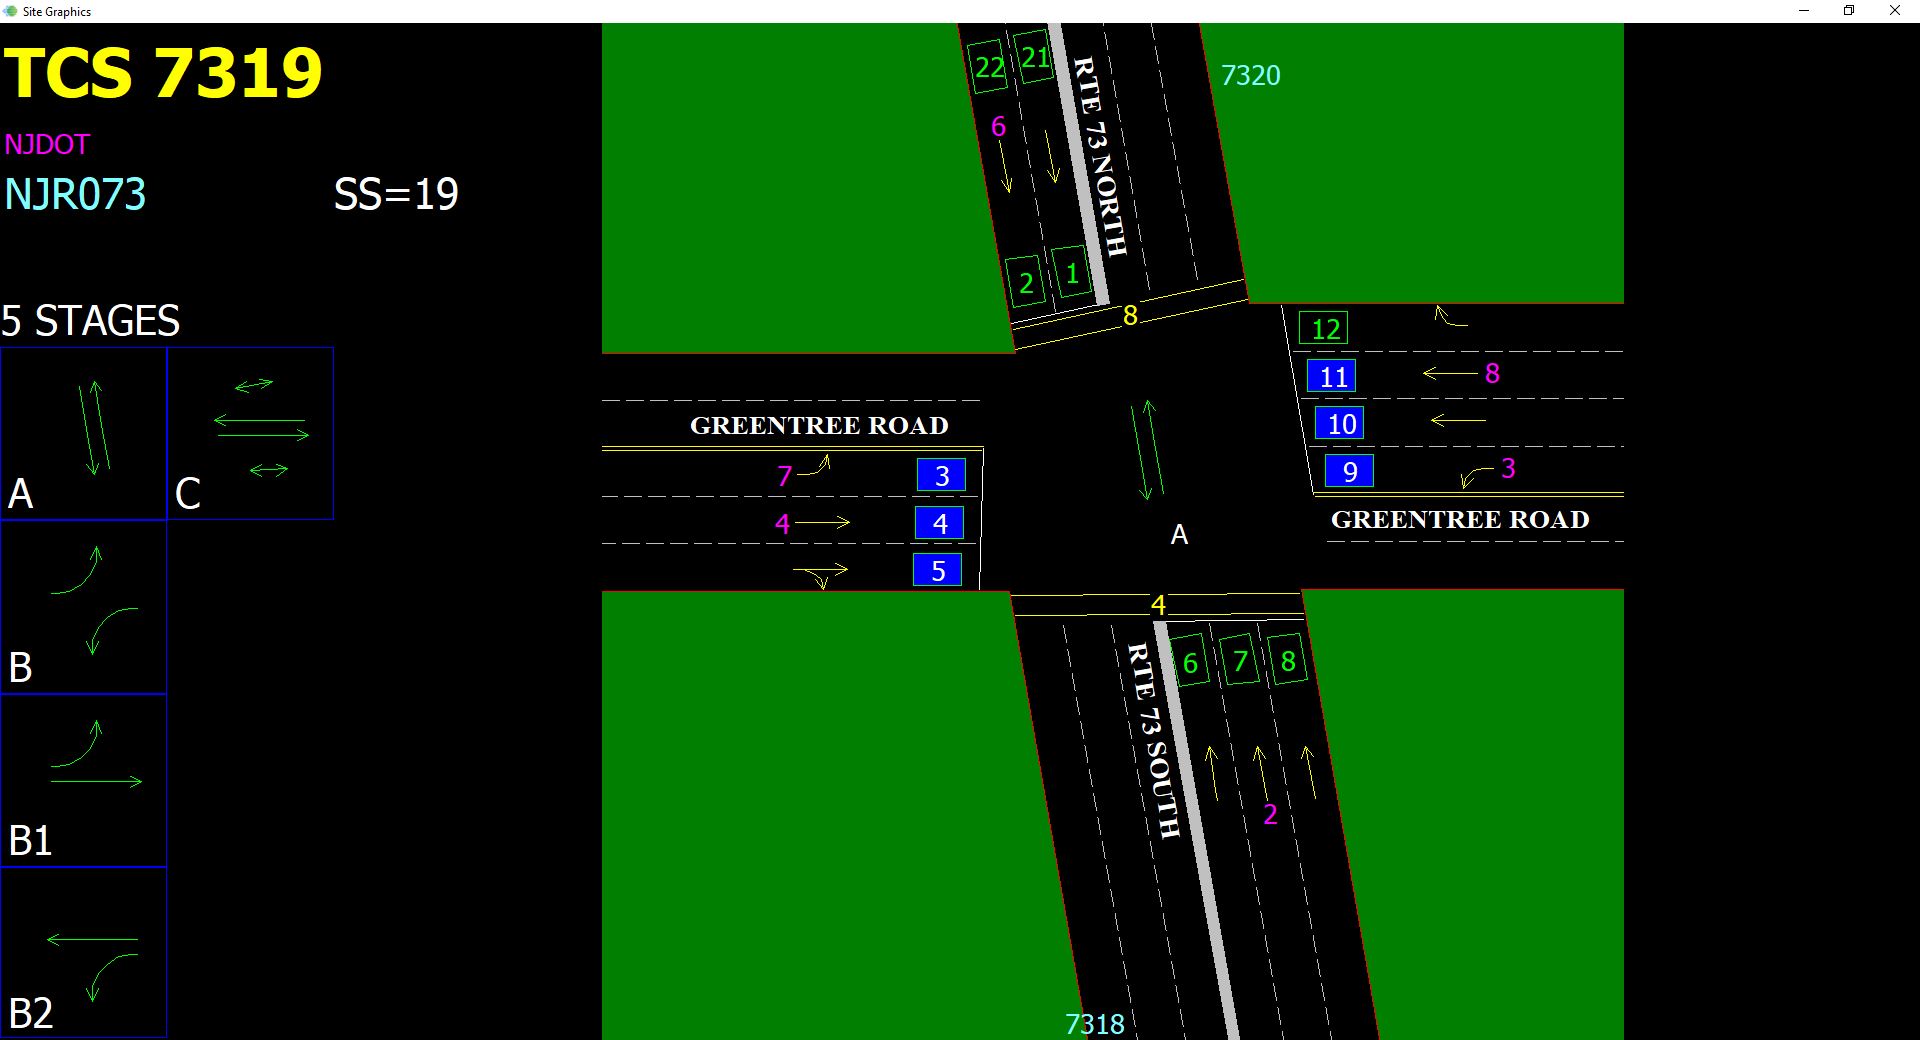 Site Graphics
TCS 7319
NJDOT
NJR073 SS=19
5 STAGES
A
C
B
B1
B2
22 21
6
RTE 73 NORTH
7320
2 1
8
12
11 8
10
9 3
GREENTREE ROAD
GREENTREE ROAD
7 3
4 4
5
A
4
6 7 8
RTE 73 SOUTH
2
7318